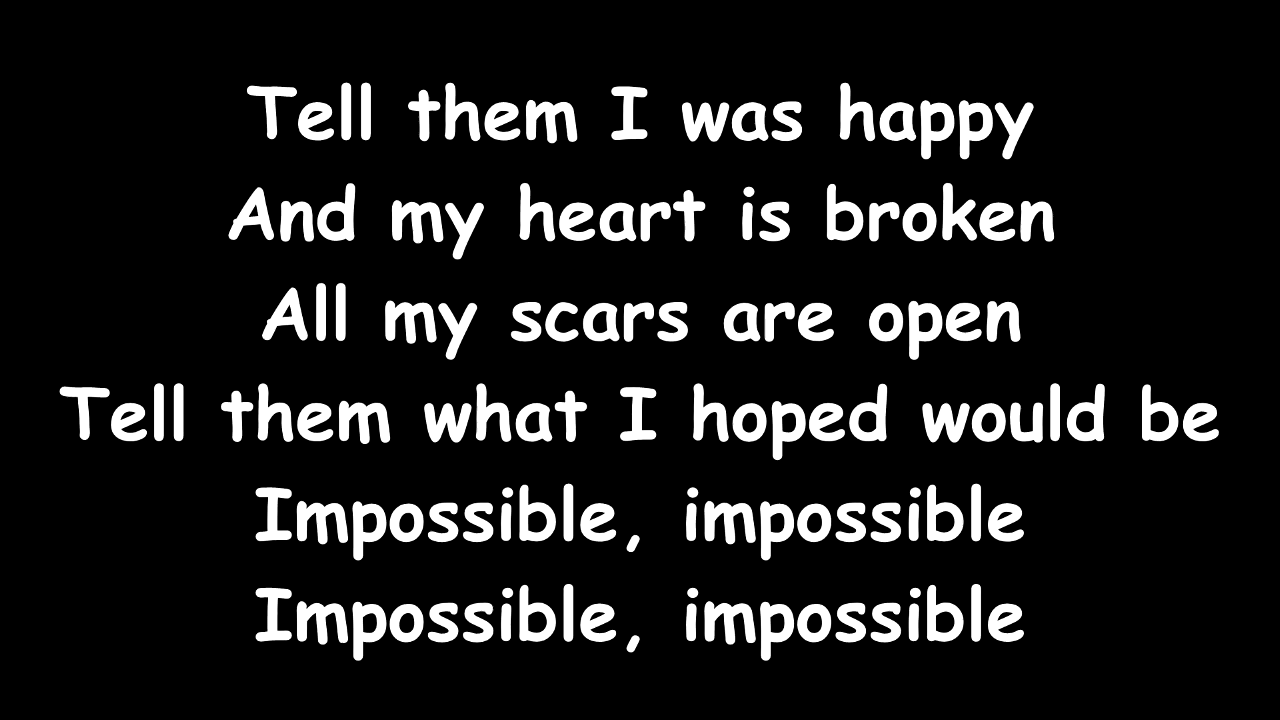 Tell them I was happy
And my heart is broken
All my scars are open
Tell them what I hoped would be
Impossible, impossible
Impossible, impossible